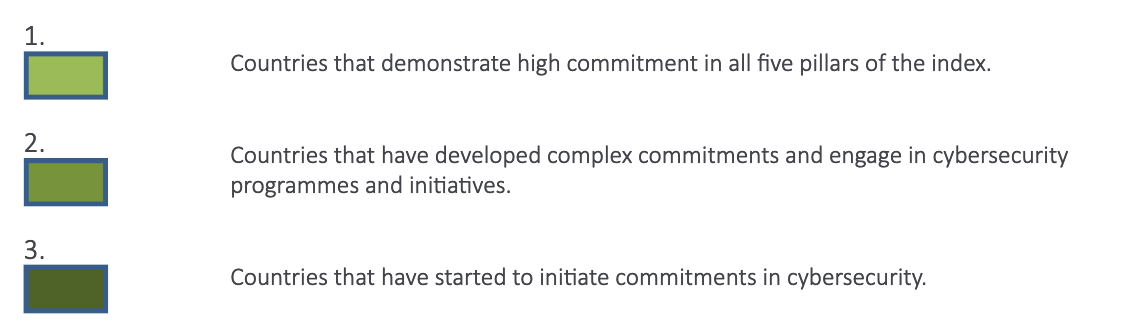 1.
Countries that demonstrate high commitment in all five pillars of the index.
2.
Countries that have developed complex commitments and engage in cybersecurity
programmes and initiatives.
3.
Countries that have started to initiate commitments in cybersecurity.